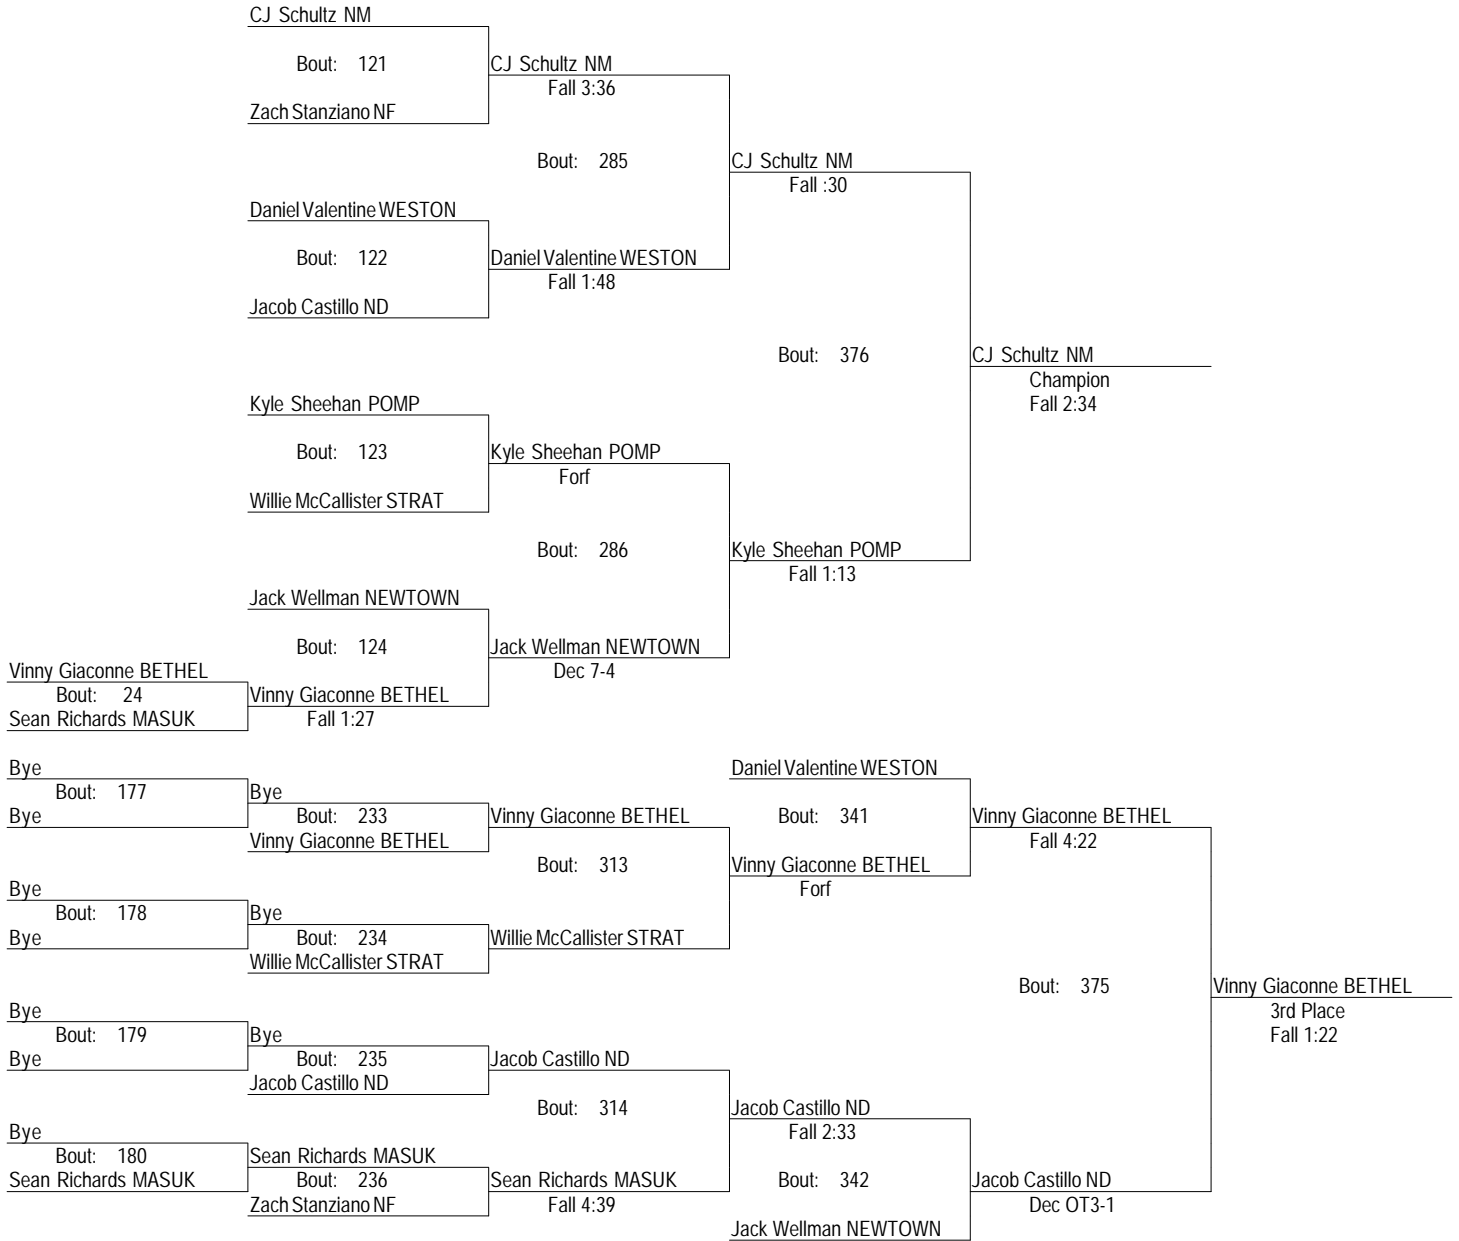 CJ Schultz NM
Bout: 121
CJ Schultz NM
Fall 3:36
Zach Stanziano NF
Bout: 285
CJ Schultz NM
Fall :30
Daniel Valentine WESTON
Bout: 122
Daniel Valentine WESTON
Fall 1:48
Jacob Castillo ND
Bout: 376
CJ Schultz NM
Champion
Fall 2:34
Kyle Sheehan POMP
Bout: 123
Kyle Sheehan POMP
Forf
Willie McCallister STRAT
Bout: 286
Kyle Sheehan POMP
Fall 1:13
Jack Wellman NEWTOWN
Bout: 124
Jack Wellman NEWTOWN
Dec 7-4
Vinny Giaconne BETHEL
Bout: 24
Vinny Giaconne BETHEL
Sean Richards MASUK
Fall 1:27
Bye
Daniel Valentine WESTON
Bout: 177
Bye
Bye
Bout: 233
Vinny Giaconne BETHEL
Bout: 341
Vinny Giaconne BETHEL
Vinny Giaconne BETHEL
Fall 4:22
Bout: 313
Vinny Giaconne BETHEL
Forf
Bye
Bout: 178
Bye
Bye
Bout: 234
Willie McCallister STRAT
Willie McCallister STRAT
Bout: 375
Vinny Giaconne BETHEL
3rd Place
Fall 1:22
Bye
Bout: 179
Bye
Bye
Bout: 235
Jacob Castillo ND
Jacob Castillo ND
Bout: 314
Jacob Castillo ND
Fall 2:33
Bye
Bout: 180
Sean Richards MASUK
Sean Richards MASUK
Bout: 236
Sean Richards MASUK
Bout: 342
Jacob Castillo ND
Zach Stanziano NF
Fall 4:39
Dec OT3-1
Jack Wellman NEWTOWN